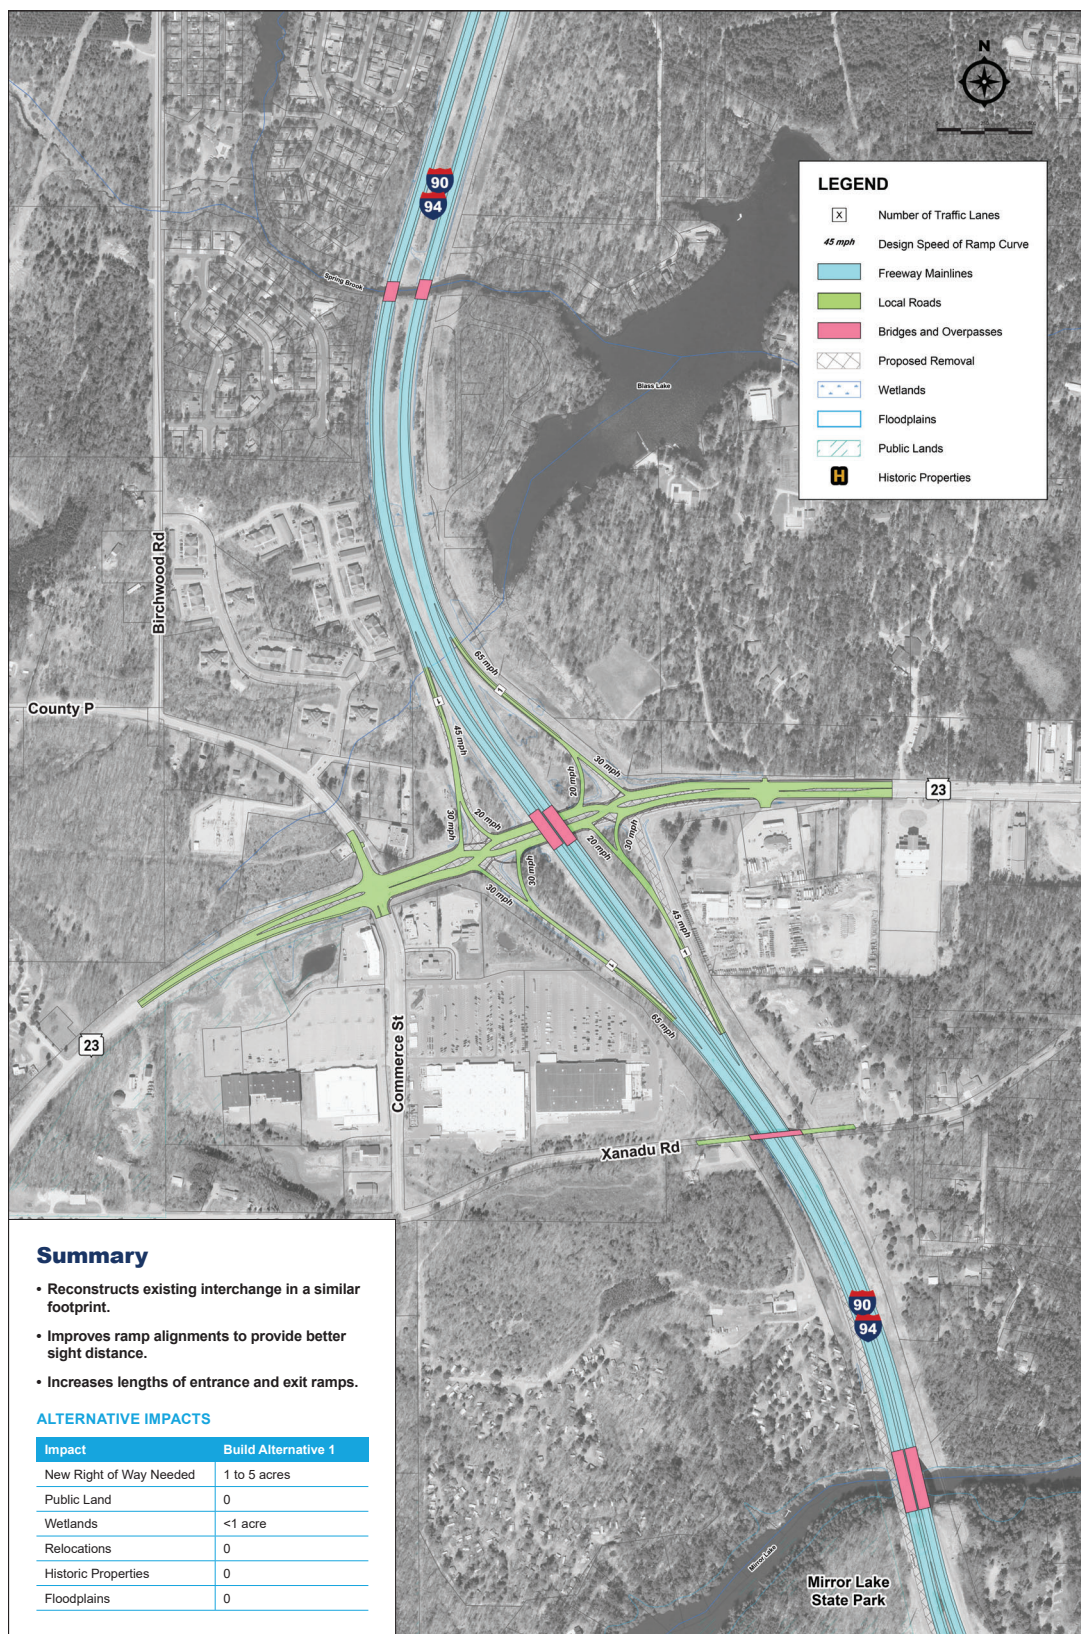 N
90
94
LEGEND
X Number of Traffic Lanes
45 mph Design Speed of Ramp Curve
Freeway Mainlines
Local Roads
Bridges and Overpasses
Proposed Removal
Wetlands
Floodplains
Public Lands
H Historic Properties
Spring Brook
Blass Lake
Birchwood Rd
County P
65 mph
1
1
45 mph
30 mph
20 mph
23
30 mph
20 mph
20 mph
30 mph
30 mph
30 mph
45 mph
1
1
65 mph
23
Commerce St
Xanadu Rd
90
94
Mirror Lake
Mirror Lake
State Park
Summary
• Reconstructs existing interchange in a similar
footprint.
• Improves ramp alignments to provide better
sight distance.
• Increases lengths of entrance and exit ramps.
ALTERNATIVE IMPACTS
Impact Build Alternative 1
New Right of Way Needed 1 to 5 acres
Public Land 0
Wetlands <1 acre
Relocations 0
Historic Properties 0
Floodplains 0